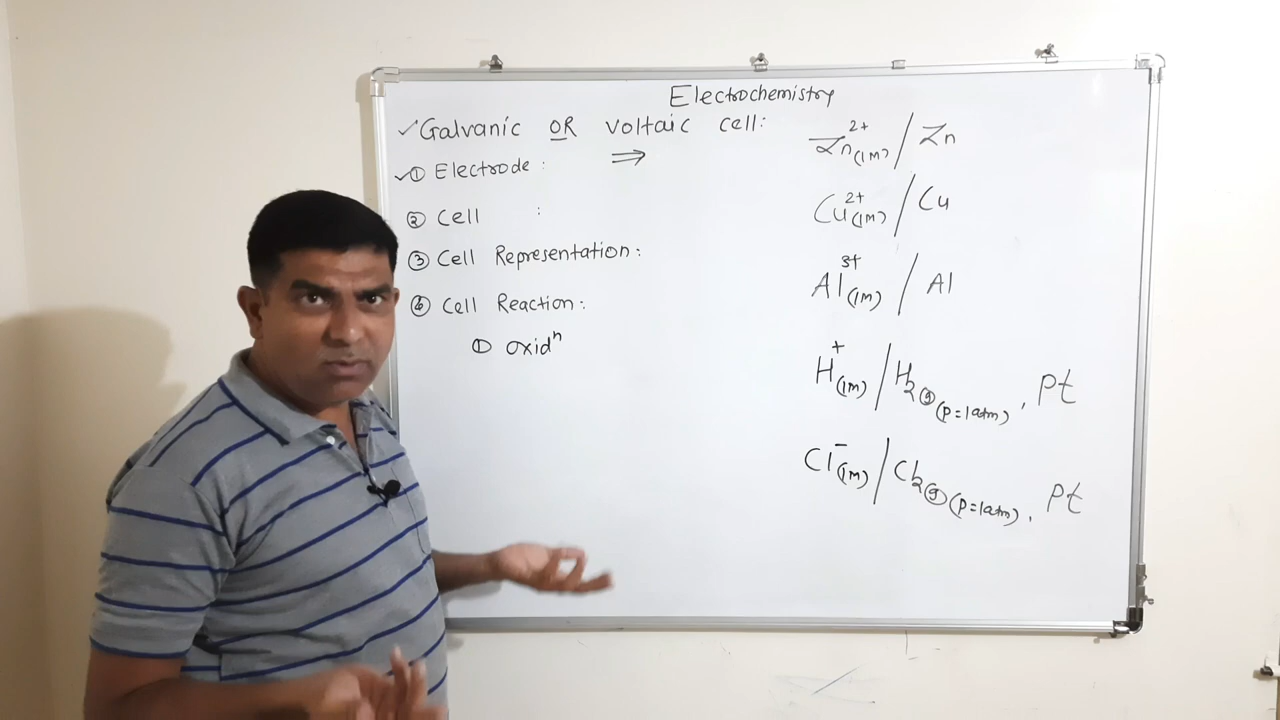 Electrochemistry
✓Galvanic OR voltaic cell:
✓① Electrode : ⇒
② Cell :
③ Cell Representation:
④ Cell Reaction:
① oxidⁿ
Zn²⁺(1M) / Zn
Cu²⁺(1M) / Cu
Al³⁺(1M) / Al
H⁺(1M) / H₂(g) (P=1atm), Pt
Cl⁻(1M) / Cl₂(g) (P=1atm), Pt